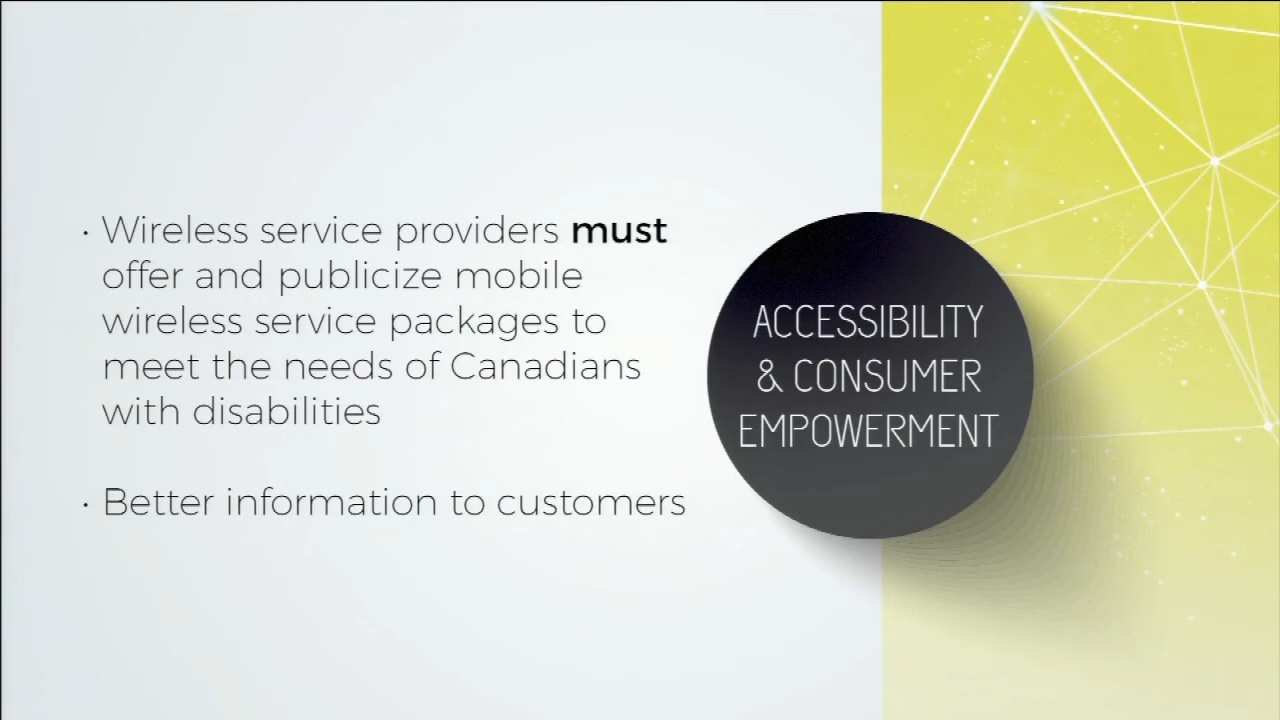 · Wireless service providers must
offer and publicize mobile
wireless service packages to
meet the needs of Canadians
with disabilities
· Better information to customers
ACCESSIBILITY
& CONSUMER
EMPOWERMENT